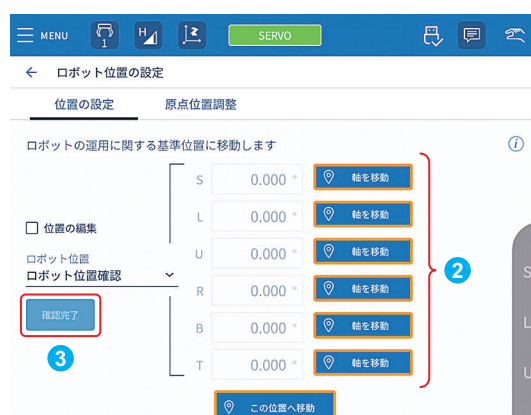 MENU 1 H SERVO
ロボット位置の設定
位置の設定 原点位置調整
ロボットの運用に関する基準位置に移動します
S 0.000 ° 軸を移動
L 0.000 ° 軸を移動
位置の編集
U 0.000 ° 軸を移動
ロボット位置
ロボット位置確認
R 0.000 ° 軸を移動
確認完了
B 0.000 ° 軸を移動
T 0.000 ° 軸を移動
この位置へ移動
2
3
S
L
U